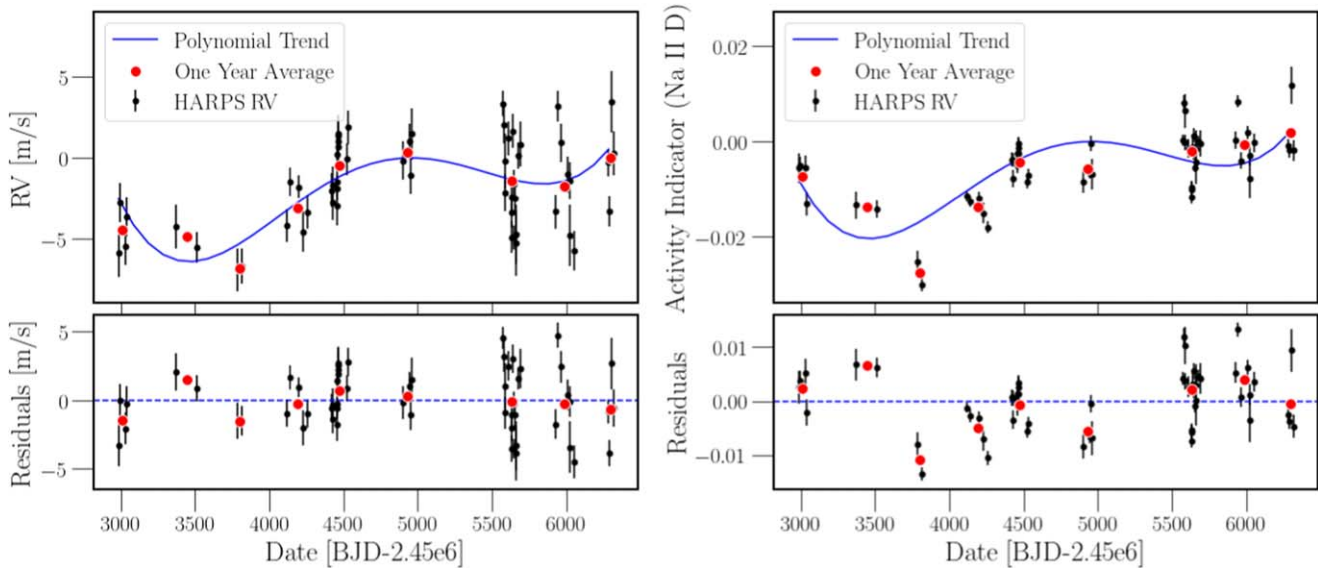 Polynomial Trend
One Year Average
HARPS RV
RV [m/s]
5
0
−5
Residuals [m/s]
5
0
−5
3000 3500 4000 4500 5000 5500 6000
Date [BJD-2.45e6]
Polynomial Trend
One Year Average
HARPS RV
Activity Indicator (Na II D)
0.02
0.00
−0.02
Residuals
0.01
0.00
−0.01
3000 3500 4000 4500 5000 5500 6000
Date [BJD-2.45e6]